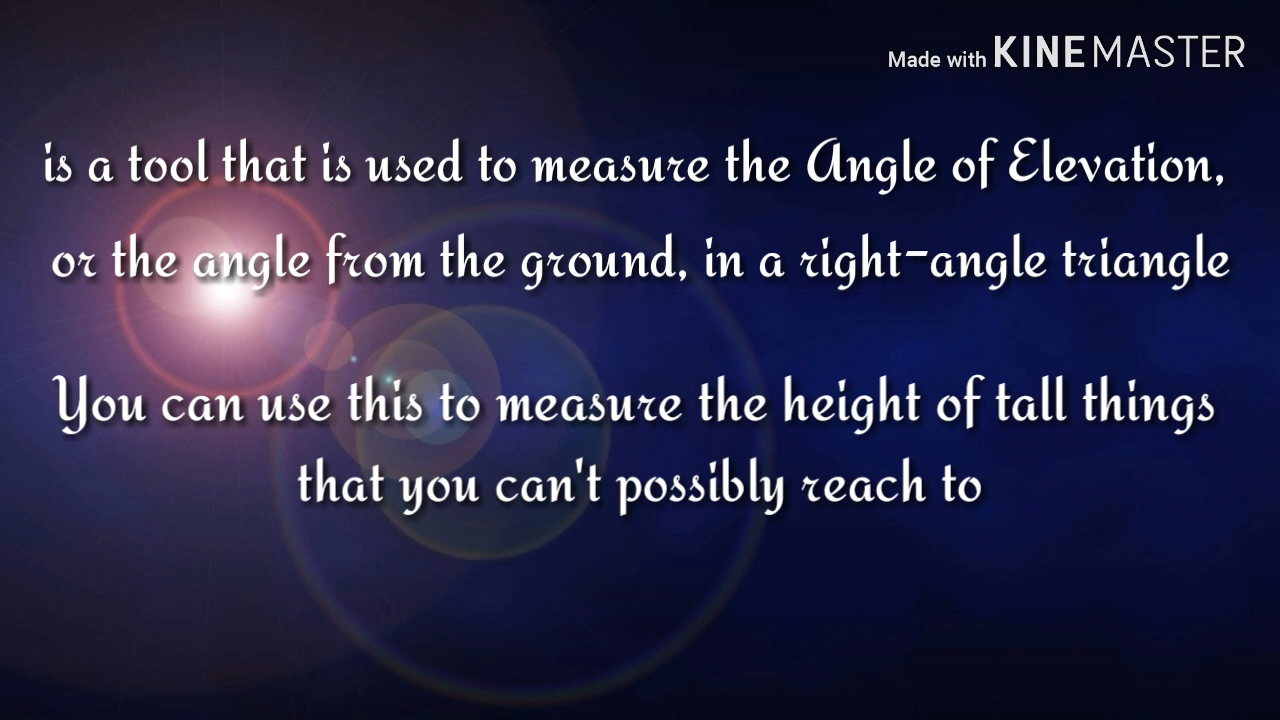 Made with KINEMASTER
is a tool that is used to measure the Angle of Elevation,
or the angle from the ground, in a right-angle triangle
You can use this to measure the height of tall things
that you can't possibly reach to